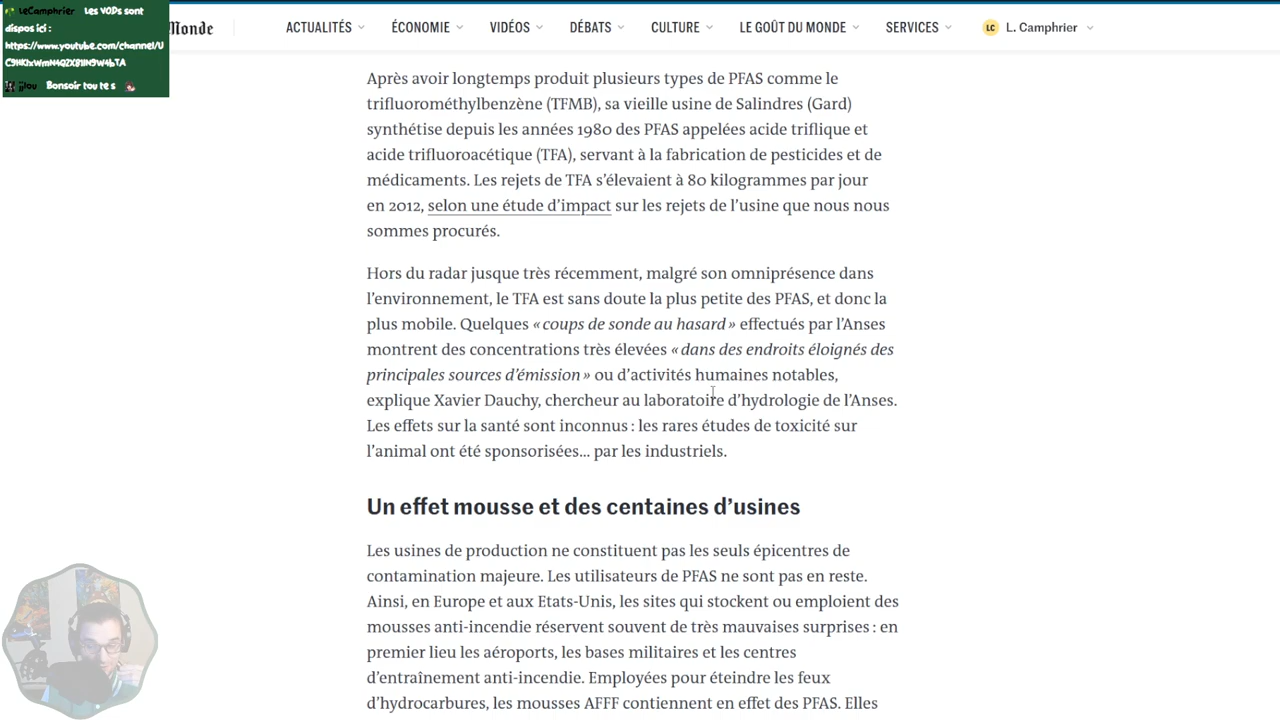 LeCamphrier Les VODs sont
dispos ici :
https://www.youtube.com/channel/U
jilou Bonsoir tou te s
Monde
ACTUALITÉS
ÉCONOMIE
VIDÉOS
DÉBATS
CULTURE
LE GOÛT DU MONDE
SERVICES
LC
L. Camphrier
Après avoir longtemps produit plusieurs types de PFAS comme le
trifluorométhylbenzène (TFMB), sa vieille usine de Salindres (Gard)
synthétise depuis les années 1980 des PFAS appelées acide triflique et
acide trifluoroacétique (TFA), servant à la fabrication de pesticides et de
médicaments. Les rejets de TFA s’élevaient à 80 kilogrammes par jour
en 2012, selon une étude d’impact sur les rejets de l’usine que nous nous
sommes procurés.
Hors du radar jusque très récemment, malgré son omniprésence dans
l’environnement, le TFA est sans doute la plus petite des PFAS, et donc la
plus mobile. Quelques « coups de sonde au hasard » effectués par l’Anses
montrent des concentrations très élevées « dans des endroits éloignés des
principales sources d’émission » ou d’activités humaines notables,
explique Xavier Dauchy, chercheur au laboratoire d’hydrologie de l’Anses.
Les effets sur la santé sont inconnus : les rares études de toxicité sur
l’animal ont été sponsorisées... par les industriels.
Un effet mousse et des centaines d’usines
Les usines de production ne constituent pas les seuls épicentres de
contamination majeure. Les utilisateurs de PFAS ne sont pas en reste.
Ainsi, en Europe et aux Etats-Unis, les sites qui stockent ou emploient des
mousses anti-incendie réservent souvent de très mauvaises surprises : en
premier lieu les aéroports, les bases militaires et les centres
d’entraînement anti-incendie. Employées pour éteindre les feux
d’hydrocarbures, les mousses AFFF contiennent en effet des PFAS. Elles